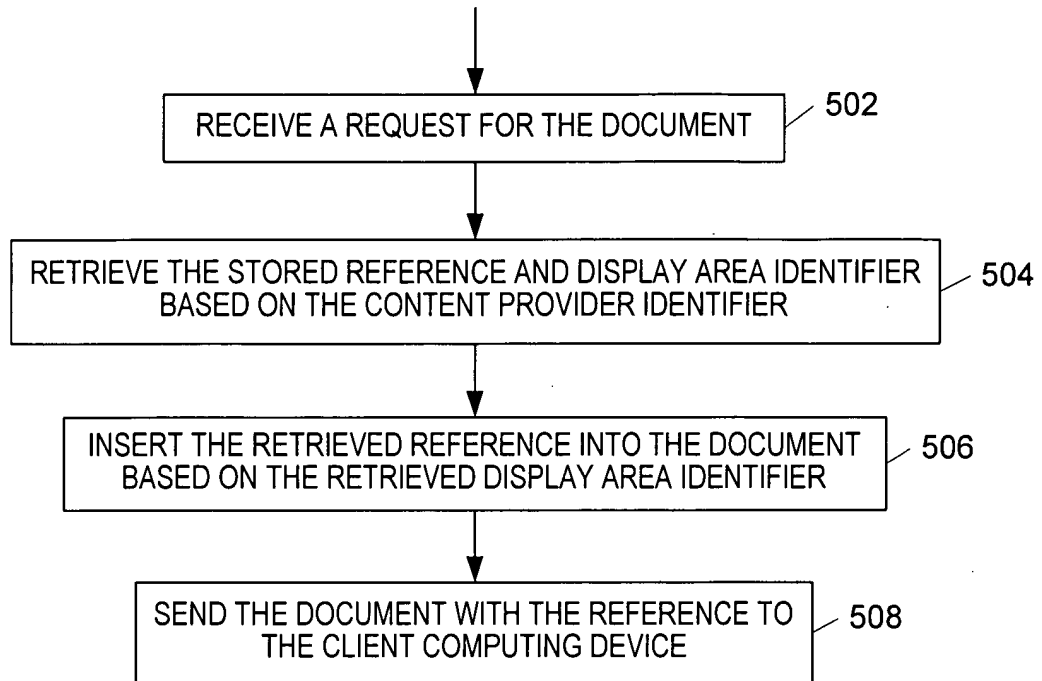 RECEIVE A REQUEST FOR THE DOCUMENT
502
RETRIEVE THE STORED REFERENCE AND DISPLAY AREA IDENTIFIER
BASED ON THE CONTENT PROVIDER IDENTIFIER
504
INSERT THE RETRIEVED REFERENCE INTO THE DOCUMENT
BASED ON THE RETRIEVED DISPLAY AREA IDENTIFIER
506
SEND THE DOCUMENT WITH THE REFERENCE TO
THE CLIENT COMPUTING DEVICE
508